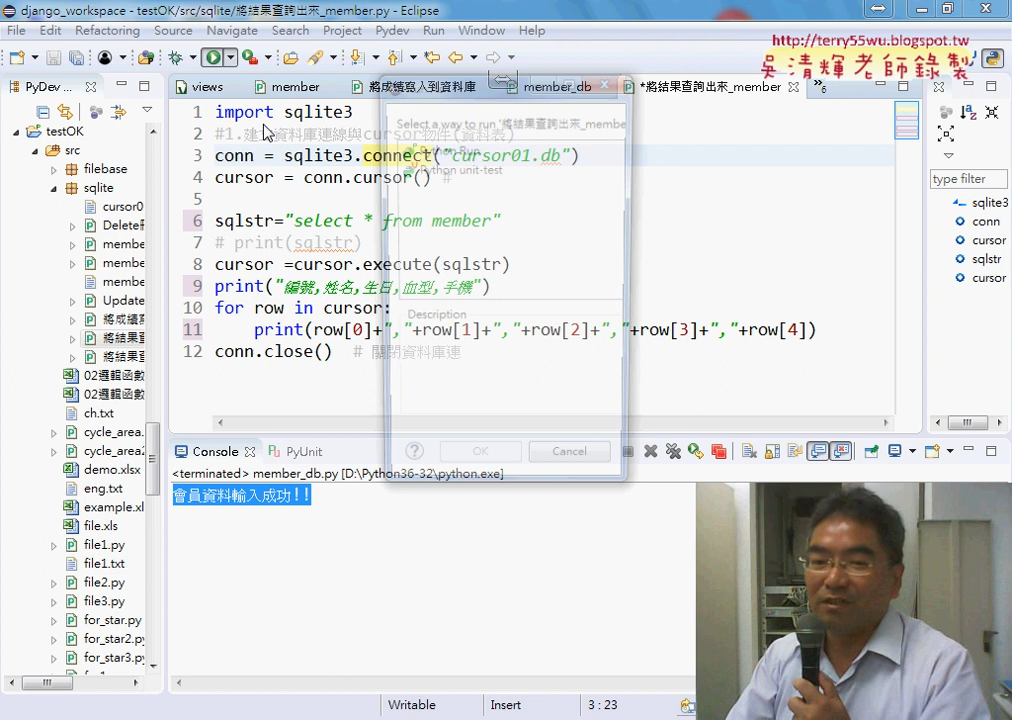 django_workspace - testOK/src/sqlite/將結果查詢出來_member.py - Eclipse
File Edit Refactoring Source Navigate Search Project Pydev Run Window Help
http://terry55wu.blogspot.tw
吳清輝老師錄製
PyDev ...
views
member
將成績寫入到資料庫
member_db
*將結果查詢出來_member
»6
testOK
src
filebase
sqlite
cursor0
Delete
membe
membe
membe
Update
將成績寫
將結果查
將結果
02邏輯函數
02邏輯函數
ch.txt
cycle_area.
cycle_area2
demo.xlsx
eng.txt
example.xl
file.xls
file1.py
file1.txt
file2.py
file3.py
for_star.py
for_star2.py
for_star3.py
1 import sqlite3
2 #1.建立資料庫連線與cursor物件(資料表)
3 conn = sqlite3.connect("cursor01.db")
4 cursor = conn.cursor() #
5
6 sqlstr="select * from member"
7 # print(sqlstr)
8 cursor =cursor.execute(sqlstr)
9 print("編號,姓名,生日,血型,手機")
10 for row in cursor:
11 print(row[0]+","+row[1]+","+row[2]+","+row[3]+","+row[4])
12 conn.close() # 關閉資料庫連
Select a way to run '將結果查詢出來_membe
Python Run
Python unit-test
Description
OK
Cancel
type filter
sqlite3
conn
cursor
sqlstr
cursor
Console
PyUnit
<terminated> member_db.py [D:\Python36-32\python.exe]
會員資料輸入成功!!
Writable
Insert
3 : 23